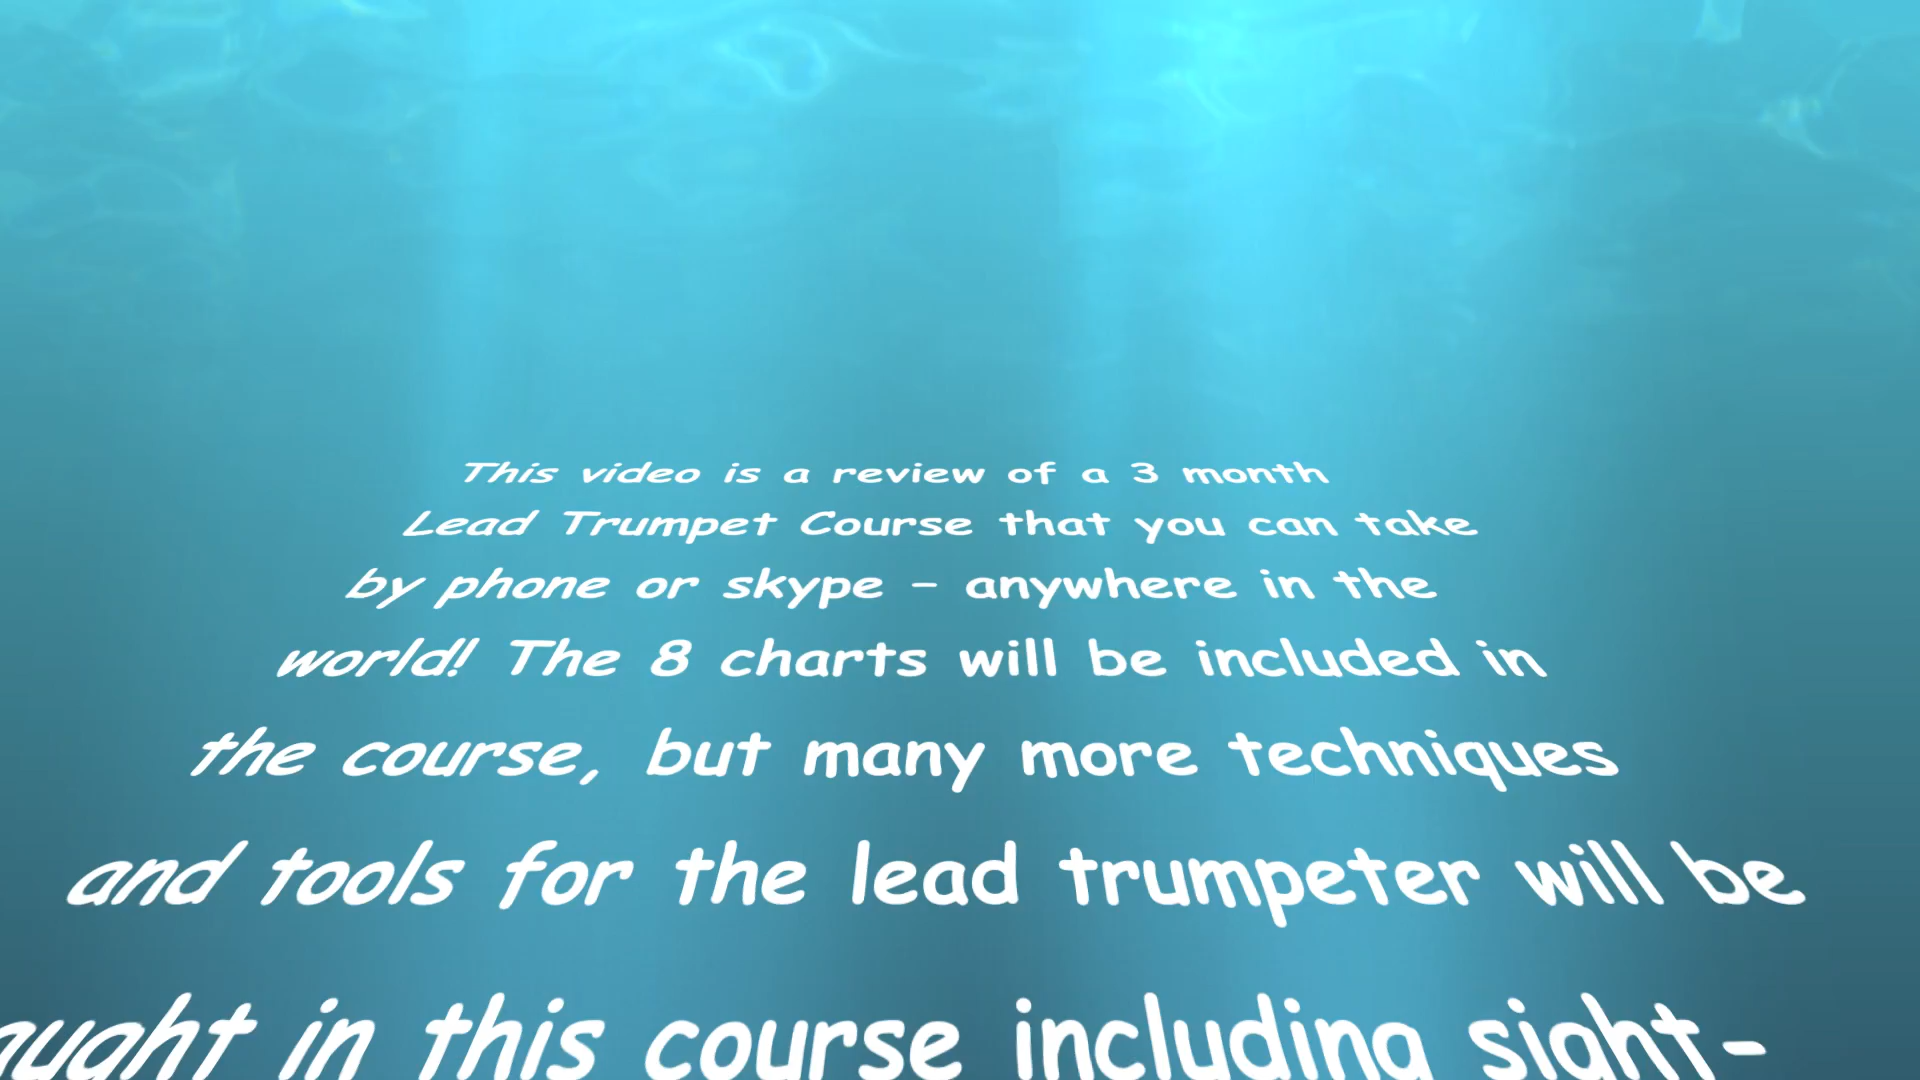 This video is a review of a 3 month
Lead Trumpet Course that you can take
by phone or skype - anywhere in the
world! The 8 charts will be included in
the course, but many more techniques
and tools for the lead trumpeter will be
aught in this course including sight-